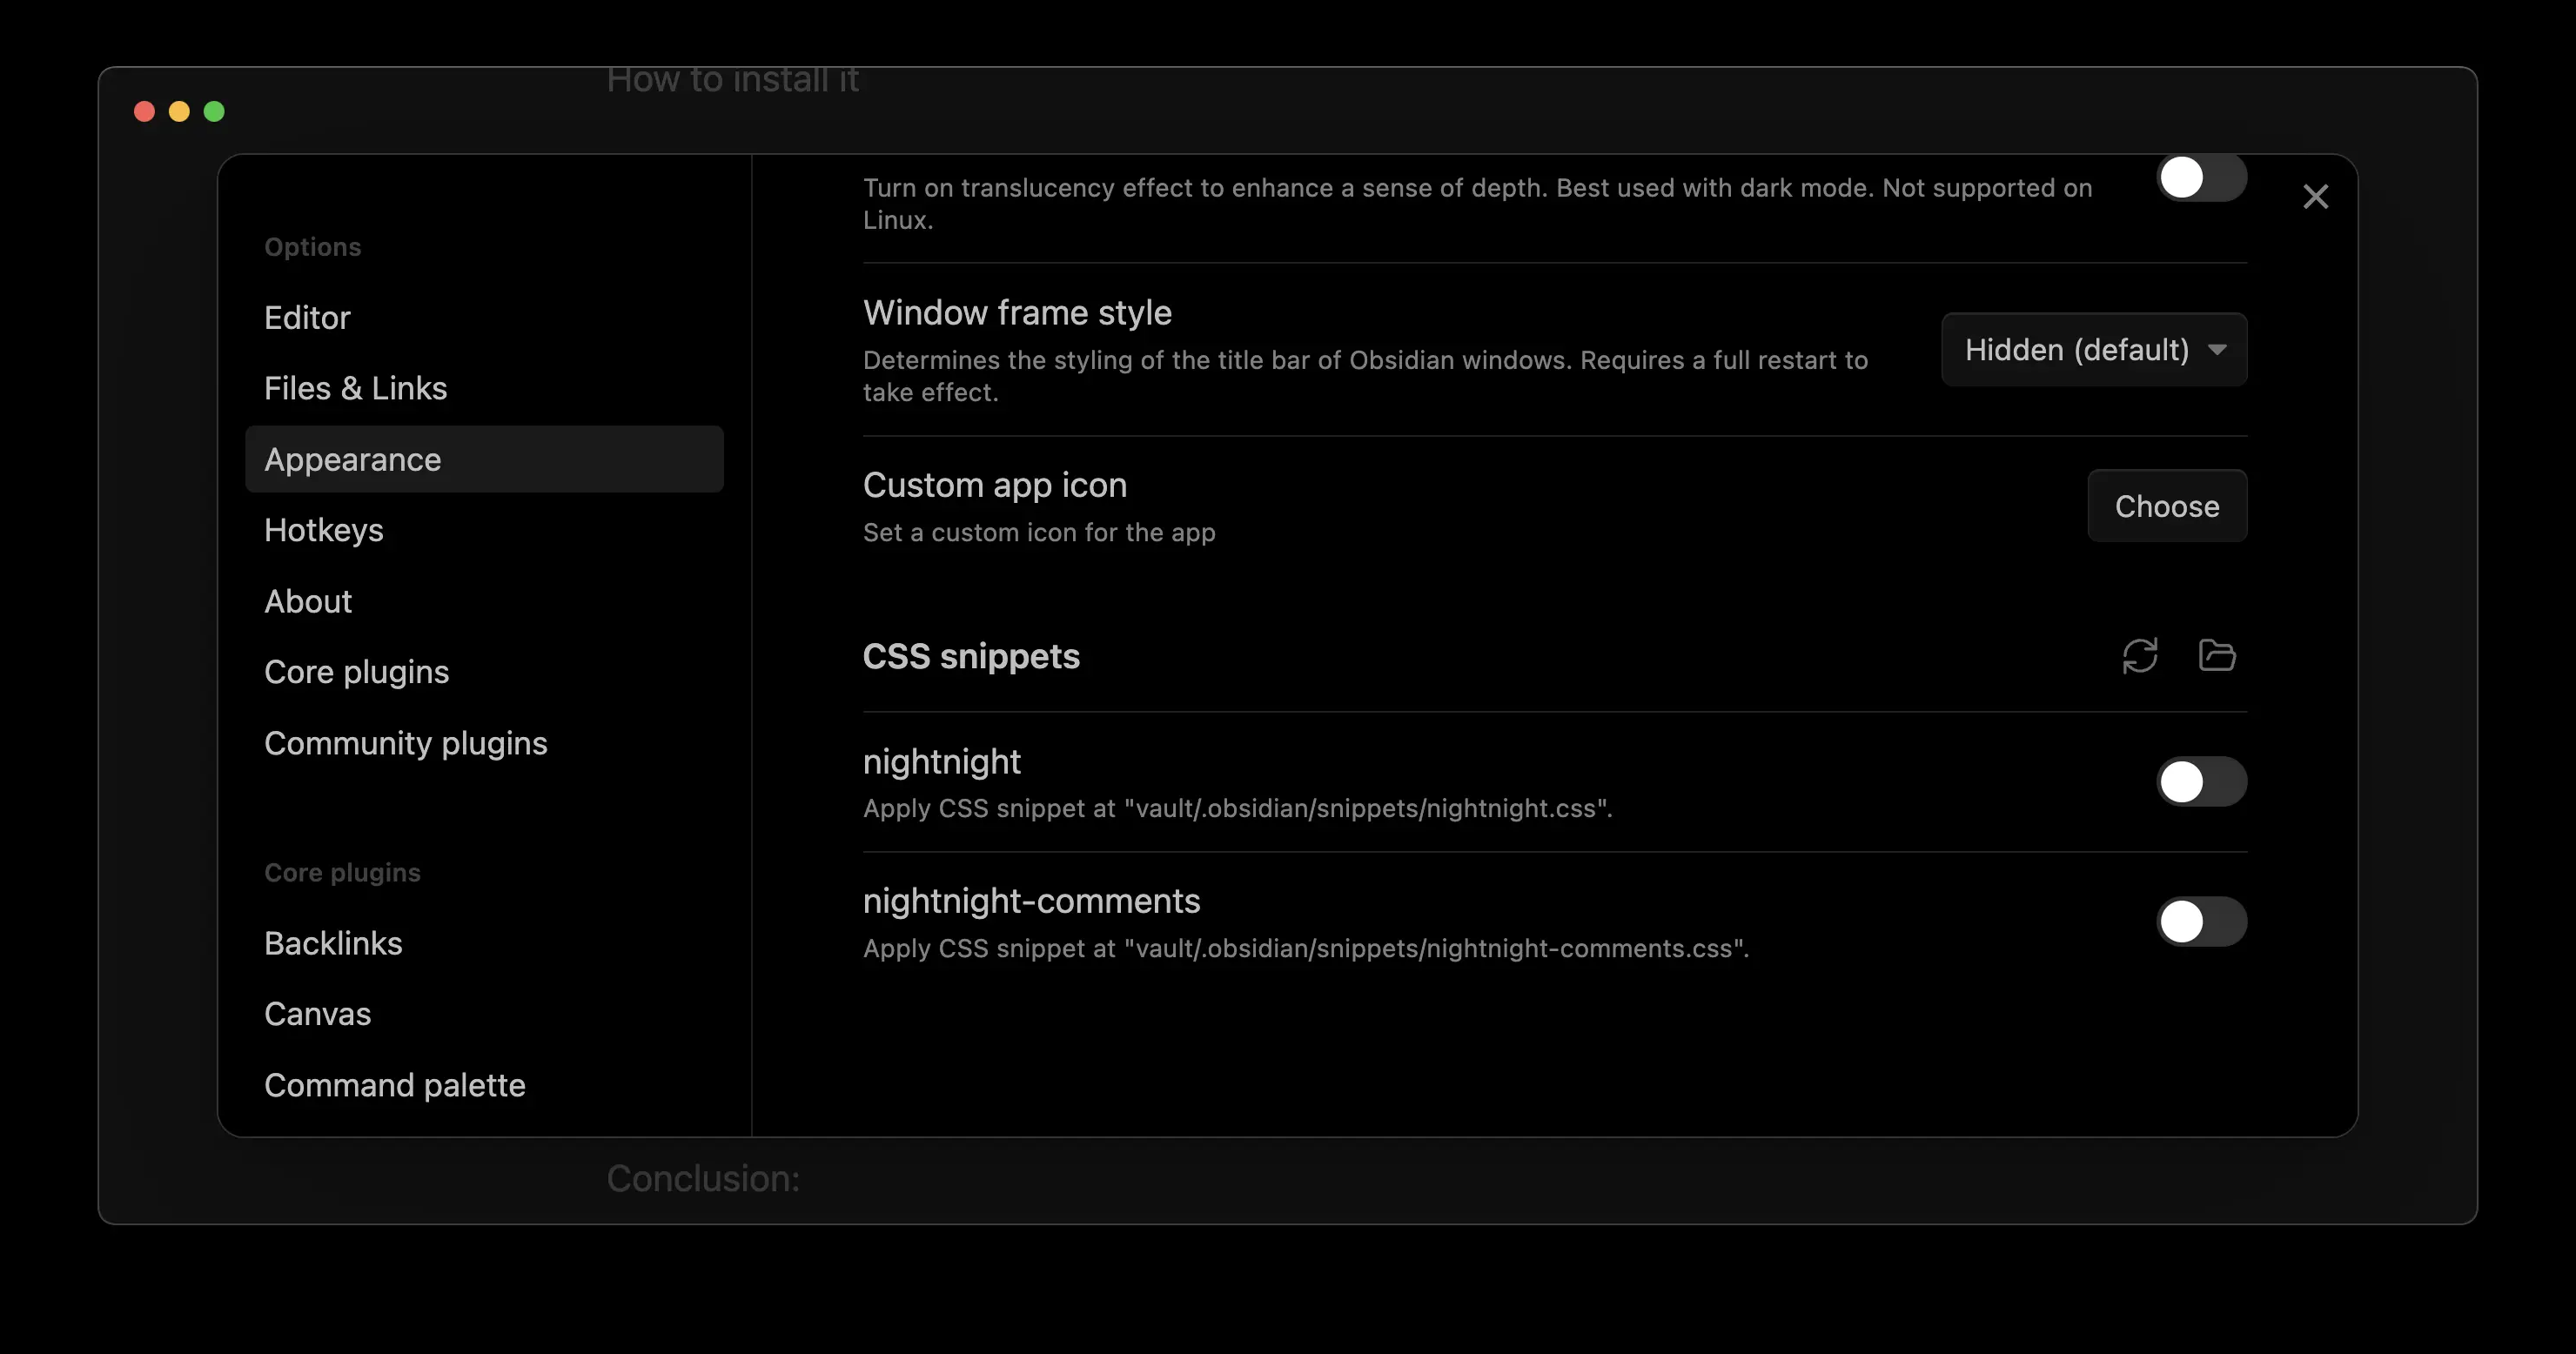 How to install it
Options
Editor
Files & Links
Appearance
Hotkeys
About
Core plugins
Community plugins
Core plugins
Backlinks
Canvas
Command palette
Turn on translucency effect to enhance a sense of depth. Best used with dark mode. Not supported on
Linux.
Window frame style
Determines the styling of the title bar of Obsidian windows. Requires a full restart to
take effect.
Hidden (default)
Custom app icon
Set a custom icon for the app
Choose
CSS snippets
nightnight
Apply CSS snippet at "vault/.obsidian/snippets/nightnight.css".
nightnight-comments
Apply CSS snippet at "vault/.obsidian/snippets/nightnight-comments.css".
Conclusion: